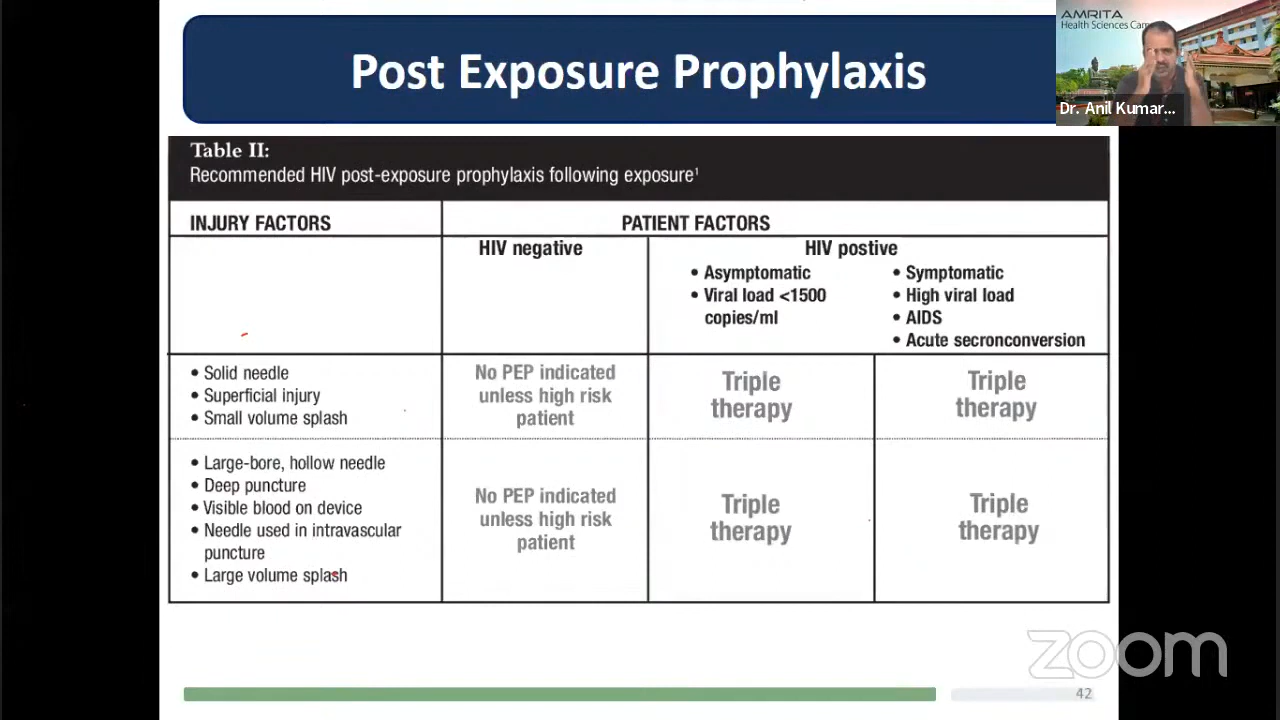 Post Exposure Prophylaxis
AMRITA
Health Sciences
Dr. Anil Kumar...
Table II:
Recommended HIV post-exposure prophylaxis following exposure¹
INJURY FACTORS
PATIENT FACTORS
HIV negative
HIV postive
• Asymptomatic
• Viral load <1500
copies/ml
• Symptomatic
• High viral load
• AIDS
• Acute secronconversion
• Solid needle
• Superficial injury
• Small volume splash
No PEP indicated
unless high risk
patient
Triple
therapy
Triple
therapy
• Large-bore, hollow needle
• Deep puncture
• Visible blood on device
• Needle used in intravascular
puncture
• Large volume splash
No PEP indicated
unless high risk
patient
Triple
therapy
Triple
therapy
zoom
42